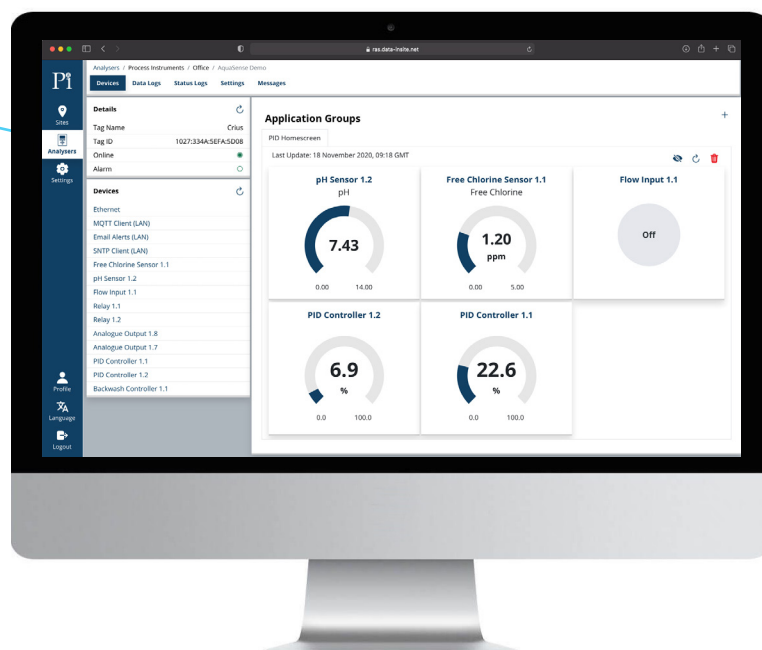 ras.data-insite.net
Pi
Sites
Analysers
Settings
Profile
Language
Logout
Analysers / Process Instruments / Office / AquaSense Demo
Devices Data Logs Status Logs Settings Messages
Details
Tag Name Crius
Tag ID 1027:334A:5EFA:5D08
Online
Alarm
Devices
Ethernet
MQTT Client (LAN)
Email Alerts (LAN)
SNTP Client (LAN)
Free Chlorine Sensor 1.1
pH Sensor 1.2
Flow Input 1.1
Relay 1.1
Relay 1.2
Analogue Output 1.8
Analogue Output 1.7
PID Controller 1.1
PID Controller 1.2
Backwash Controller 1.1
Application Groups
PID Homescreen
Last Update: 18 November 2020, 09:18 GMT
pH Sensor 1.2
pH
7.43
0.00 14.00
Free Chlorine Sensor 1.1
Free Chlorine
1.20
ppm
0.00 5.00
Flow Input 1.1
Off
PID Controller 1.2
6.9
%
0.0 100.0
PID Controller 1.1
22.6
%
0.0 100.0